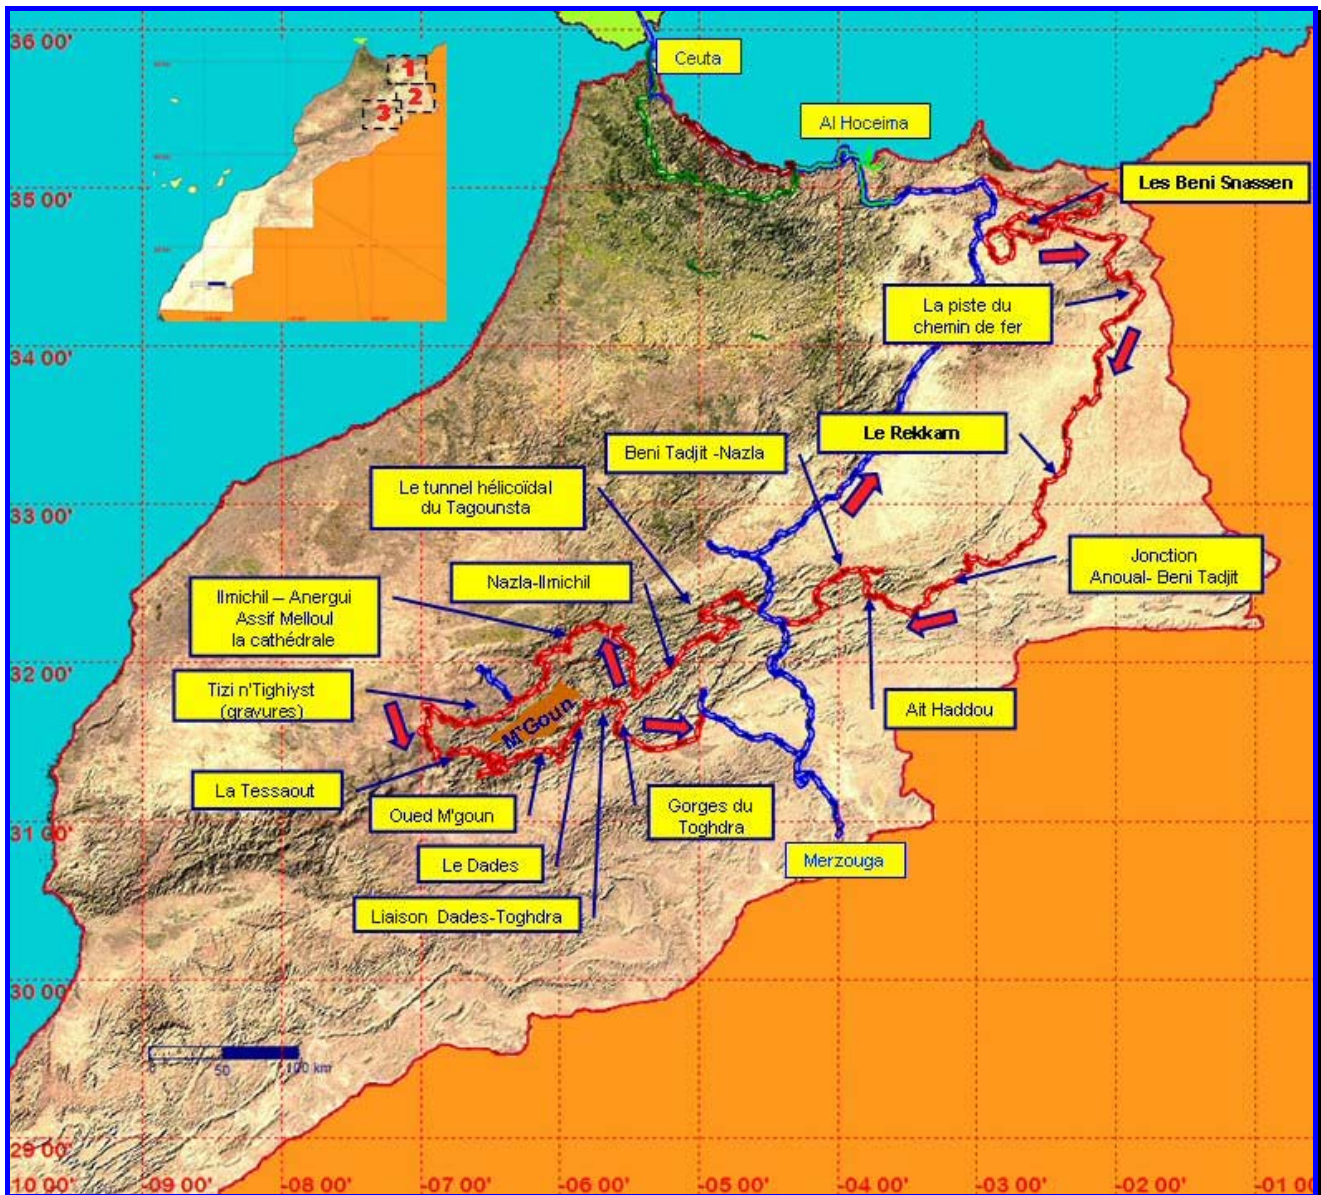 36 00'
Ceuta
1
2
3
Al Hoceima
35 00'
Les Beni Snassen
La piste du
chemin de fer
34 00'
Le Rekkam
Beni Tadjit -Nazla
Le tunnel hélicoïdal
du Tagounsta
33 00'
Jonction
Anoual- Beni Tadjit
Nazla-Ilmichil
Ilmichil – Anergui
Assif Melloul
la cathédrale
32 00'
Tizi n'Tighiyst
(gravures)
M'Goun
Ait Haddou
La Tessaout
Oued M'goun
Gorges du
Toghdra
31 00'
Le Dades
Merzouga
Liaison Dades-Toghdra
30 00'
0 50 100 km
29 00'
-10 00' -09 00' -08 00' -07 00' -06 00' -05 00' -04 00' -03 00' -02 00' -01 00